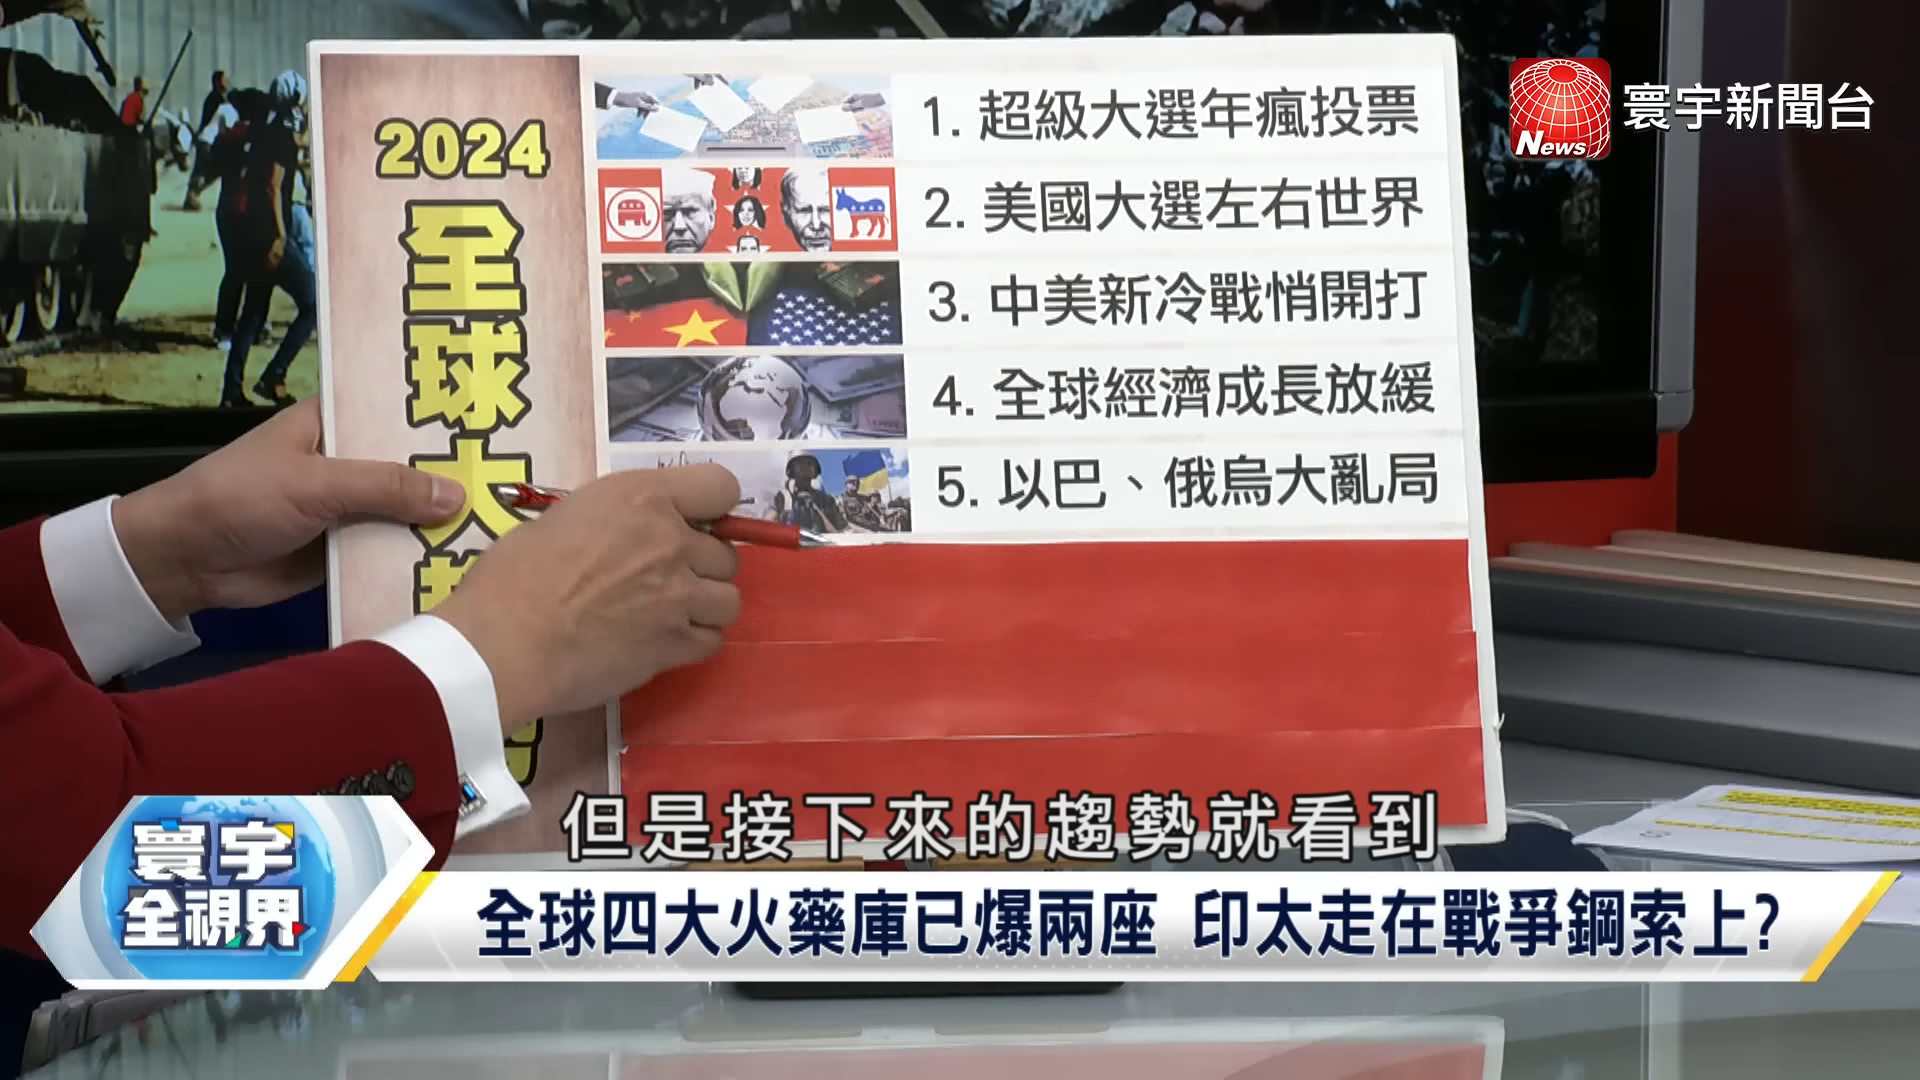 寰宇新聞台
News
2024
全球大
1. 超級大選年瘋投票
2. 美國大選左右世界
3. 中美新冷戰悄開打
4. 全球經濟成長放緩
5. 以巴、俄烏大亂局
但是接下來的趨勢就看到
寰宇
全視界
全球四大火藥庫已爆兩座 印太走在戰爭鋼索上?